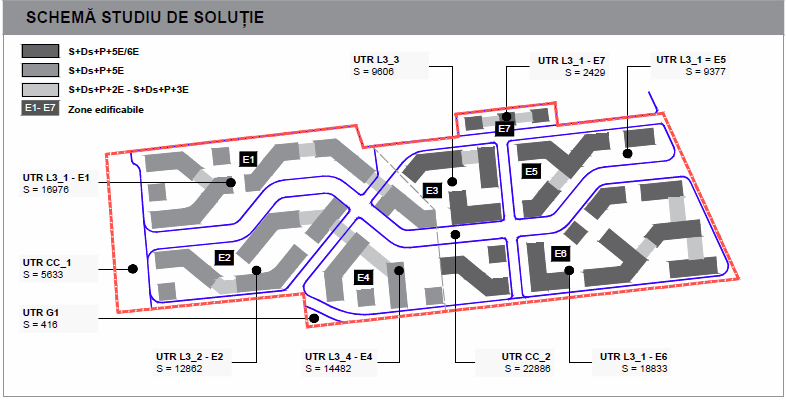 SCHEMĂ STUDIU DE SOLUȚIE
S+Ds+P+5E/6E
S+Ds+P+5E
S+Ds+P+2E - S+Ds+P+3E
E1- E7 Zone edificabile
UTR L3_3
S = 9606
UTR L3_1 - E7
S = 2429
UTR L3_1 = E5
S = 9377
E7
E1
E3
E5
UTR L3_1 - E1
S = 16976
E2
E4
E6
UTR CC_1
S = 5633
UTR G1
S = 416
UTR L3_2 - E2
S = 12862
UTR L3_4 - E4
S = 14482
UTR CC_2
S = 22886
UTR L3_1 - E6
S = 18833